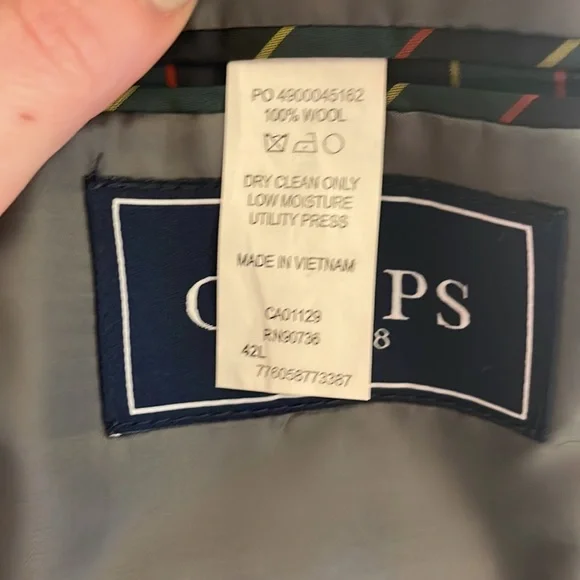 PO 4900045162
100% WOOL
DRY CLEAN ONLY
LOW MOISTURE
UTILITY PRESS
MADE IN VIETNAM
CA01129
RN90736
42L
776058773387
C PS
8